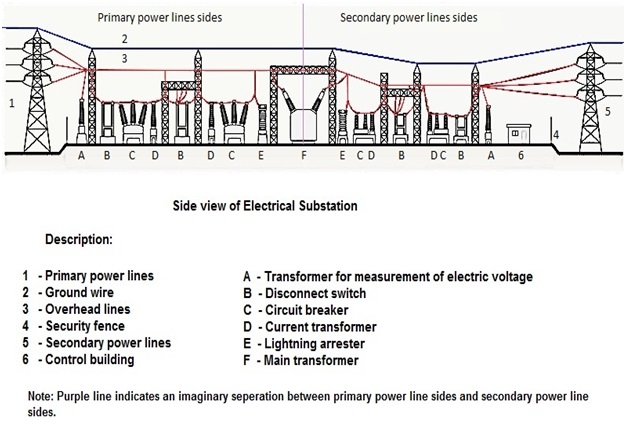 Primary power lines sides Secondary power lines sides
2
3
1
5
4
A B C D B D C E F E C D B D C B A 6
Side view of Electrical Substation
Description:
1 - Primary power lines
2 - Ground wire
3 - Overhead lines
4 - Security fence
5 - Secondary power lines
6 - Control building
A - Transformer for measurement of electric voltage
B - Disconnect switch
C - Circuit breaker
D - Current transformer
E - Lightning arrester
F - Main transformer
Note: Purple line indicates an imaginary seperation between primary power line sides and secondary power line
sides.